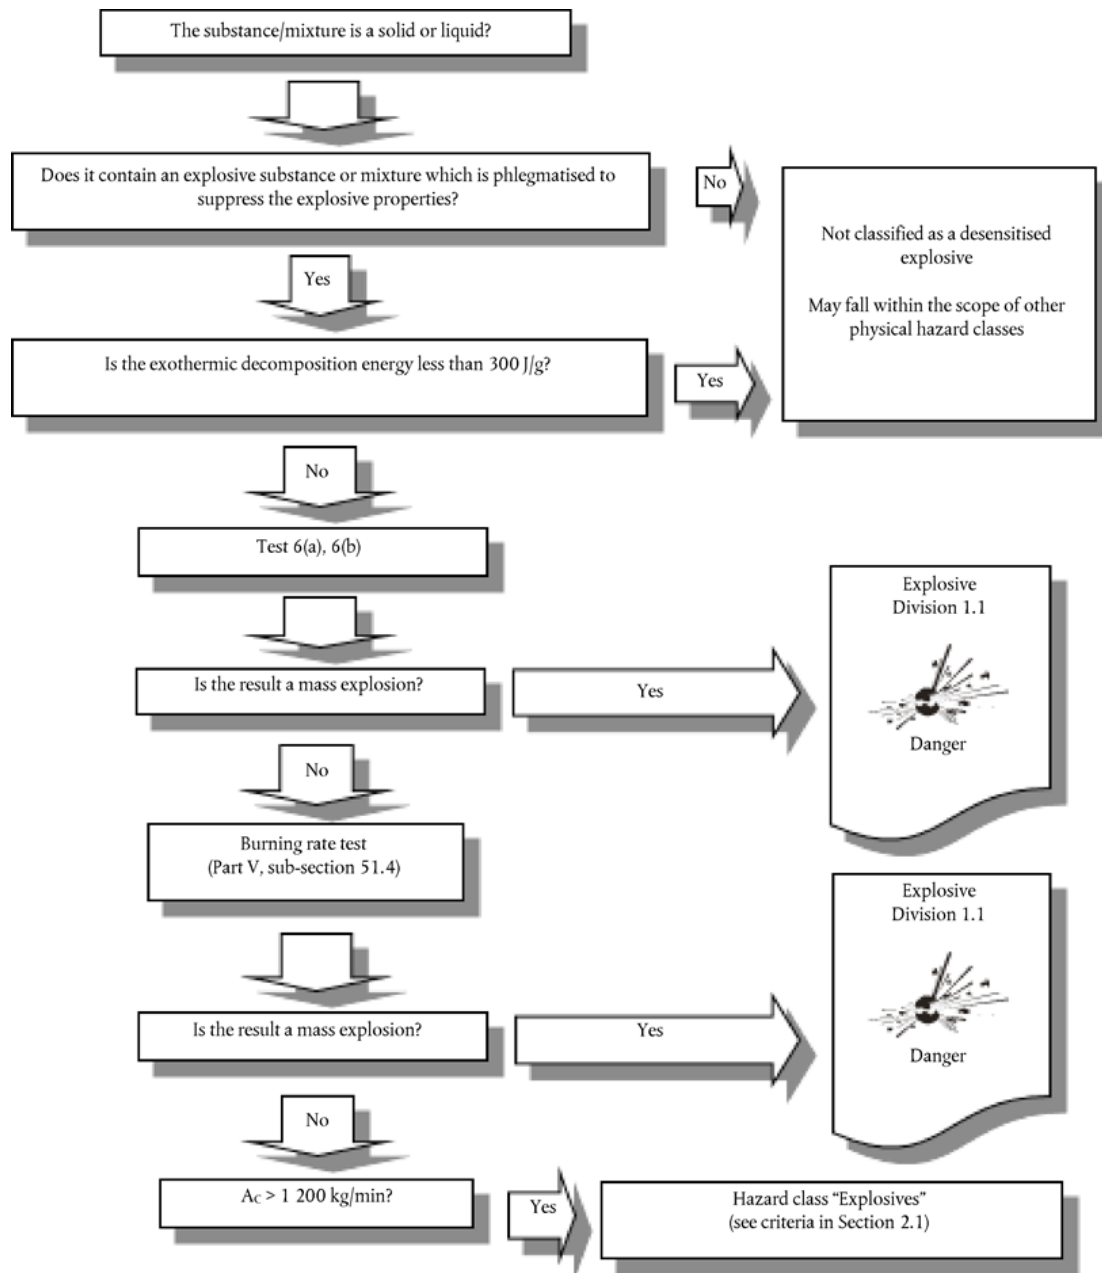 The substance/mixture is a solid or liquid?
Does it contain an explosive substance or mixture which is phlegmatised to
suppress the explosive properties?
No
Not classified as a desensitised
explosive
May fall within the scope of other
physical hazard classes
Yes
Is the exothermic decomposition energy less than 300 J/g?
Yes
No
Test 6(a), 6(b)
Explosive
Division 1.1
Danger
Is the result a mass explosion?
Yes
No
Burning rate test
(Part V, sub-section 51.4)
Explosive
Division 1.1
Danger
Is the result a mass explosion?
Yes
No
AC > 1 200 kg/min?
Yes
Hazard class “Explosives”
(see criteria in Section 2.1)